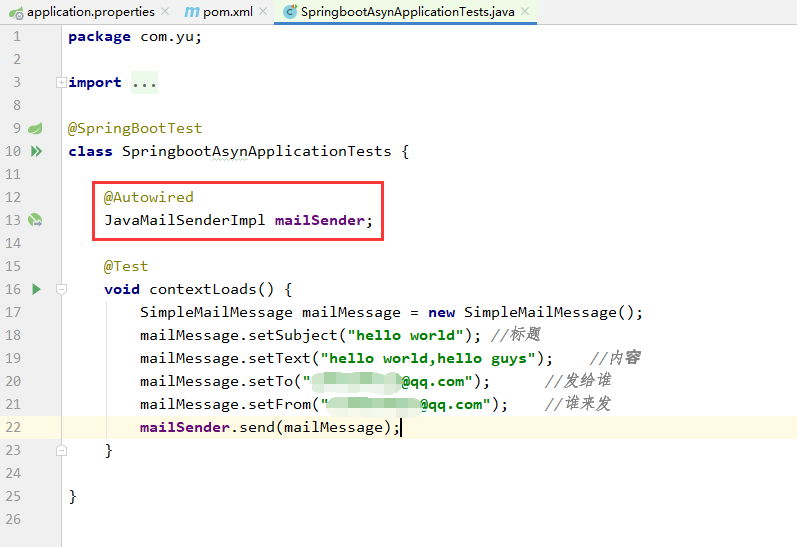 application.properties pom.xml SpringbootAsynApplicationTests.java
1 package com.yu;
2
3 import ...
8
9 @SpringBootTest
10 class SpringbootAsynApplicationTests {
11
12 @Autowired
13 JavaMailSenderImpl mailSender;
14
15 @Test
16 void contextLoads() {
17 SimpleMailMessage mailMessage = new SimpleMailMessage();
18 mailMessage.setSubject("hello world"); //标题
19 mailMessage.setText("hello world,hello guys"); //内容
20 mailMessage.setTo("@qq.com"); //发给谁
21 mailMessage.setFrom("@qq.com"); //谁来发
22 mailSender.send(mailMessage);
23 }
24
25 }
26